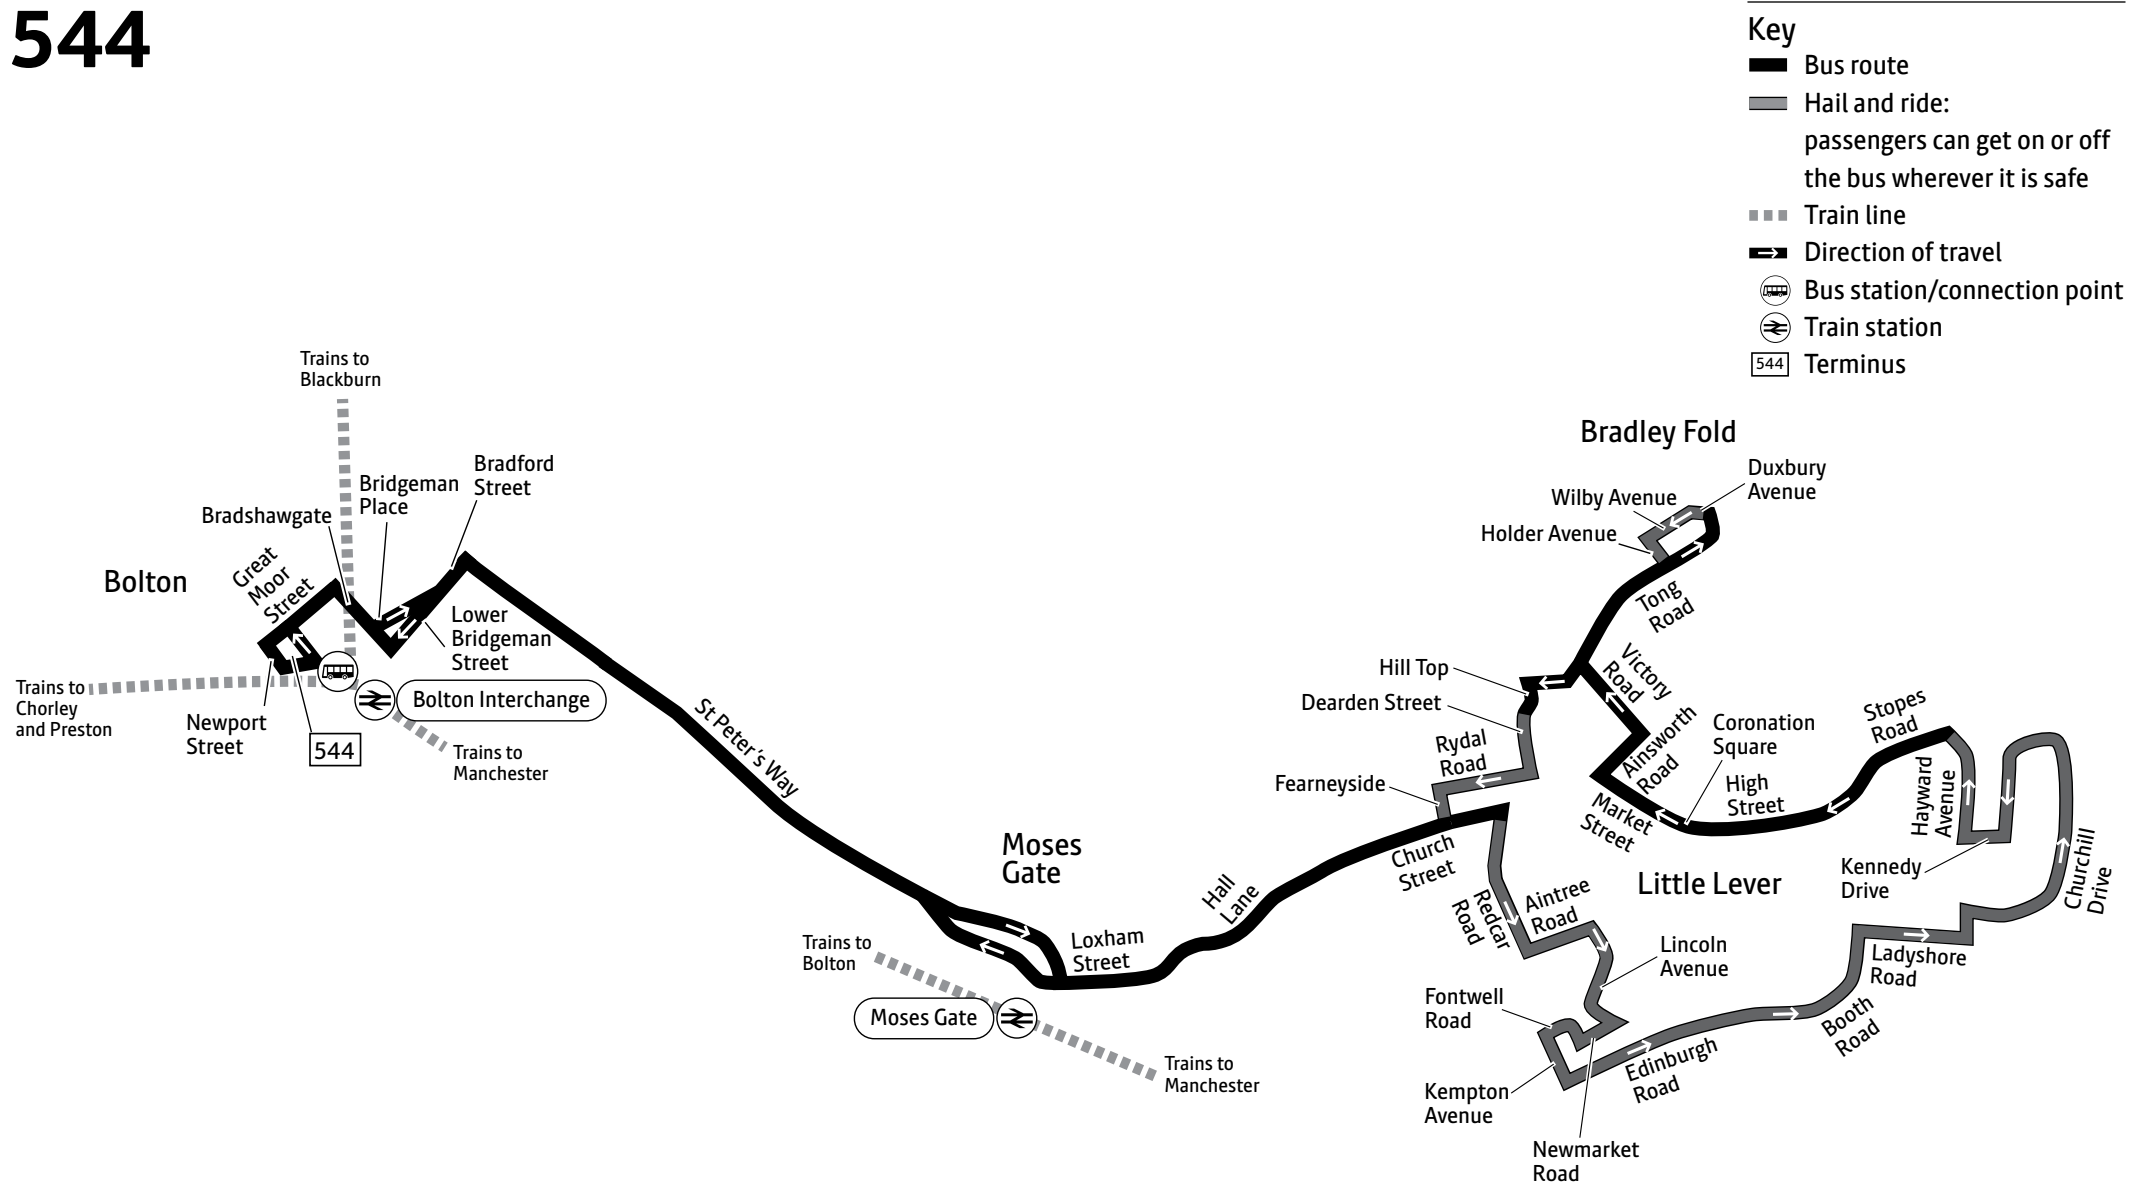 544
Key
Bus route
Hail and ride:
passengers can get on or off
the bus wherever it is safe
Train line
Direction of travel
Bus station/connection point
Train station
544 Terminus
Trains to
Blackburn
Bradford
Street
Bridgeman
Place
Bradshawgate
Great
Moor
Street
Bolton
Lower
Bridgeman
Street
Bolton Interchange
Trains to
Chorley
and Preston
Newport
Street
544
Trains to
Manchester
St Peter's Way
Moses
Gate
Trains to
Bolton
Loxham
Street
Moses Gate
Trains to
Manchester
Hall
Lane
Church
Street
Bradley Fold
Duxbury
Avenue
Wilby Avenue
Holder Avenue
Tong
Road
Hill Top
Dearden Street
Rydal
Road
Fearneyside
Victory
Road
Ainsworth
Road
Coronation
Square
Market
Street
High
Street
Stopes
Road
Hayward
Avenue
Kennedy
Drive
Churchill
Drive
Little Lever
Redcar
Road
Aintree
Road
Lincoln
Avenue
Fontwell
Road
Kempton
Avenue
Newmarket
Road
Edinburgh
Road
Booth
Road
Ladyshore
Road